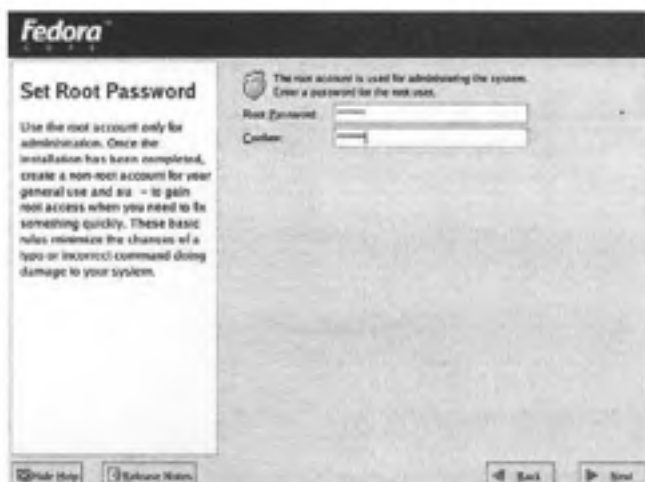 Fedora™
CORE
Set Root Password
Use the root account only for
administration. Once the
installation has been completed,
create a non-root account for your
general use and su - to gain
root access when you need to fix
something quickly. These basic
rules minimize the chances of a
typo or incorrect command doing
damage to your system.
The root account is used for administering the system.
Enter a password for the root user.
Root Password:
Confirm:
Hide Help
Release Notes
Back
Next